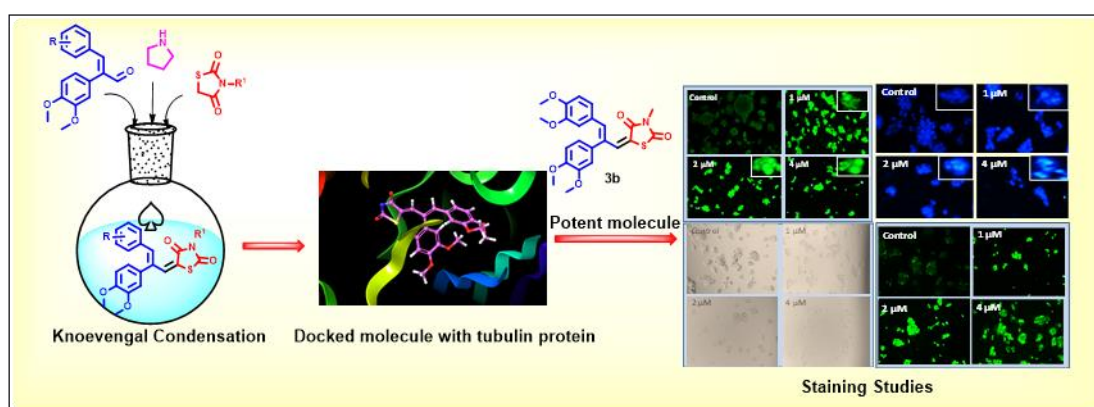 R
H
N
O
S
N-R¹
O
O
O
O
R
R¹
O
N
O
S
O
O
Knoevengal Condensation
Docked molecule with tubulin protein
O
O
O
N
O
S
O
O
3b
Potent molecule
Control
1 µM
2 µM
4 µM
Control
1 µM
2 µM
4 µM
Control
1 µM
2 µM
4 µM
Control
1 µM
2 µM
4 µM
Staining Studies